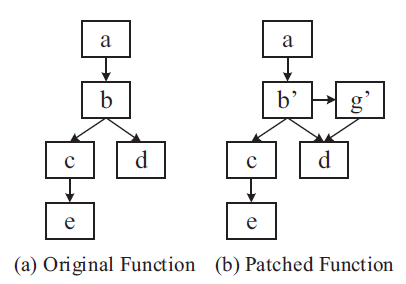 a
b
c d
e
a
b’ g’
c d
e
(a) Original Function (b) Patched Function